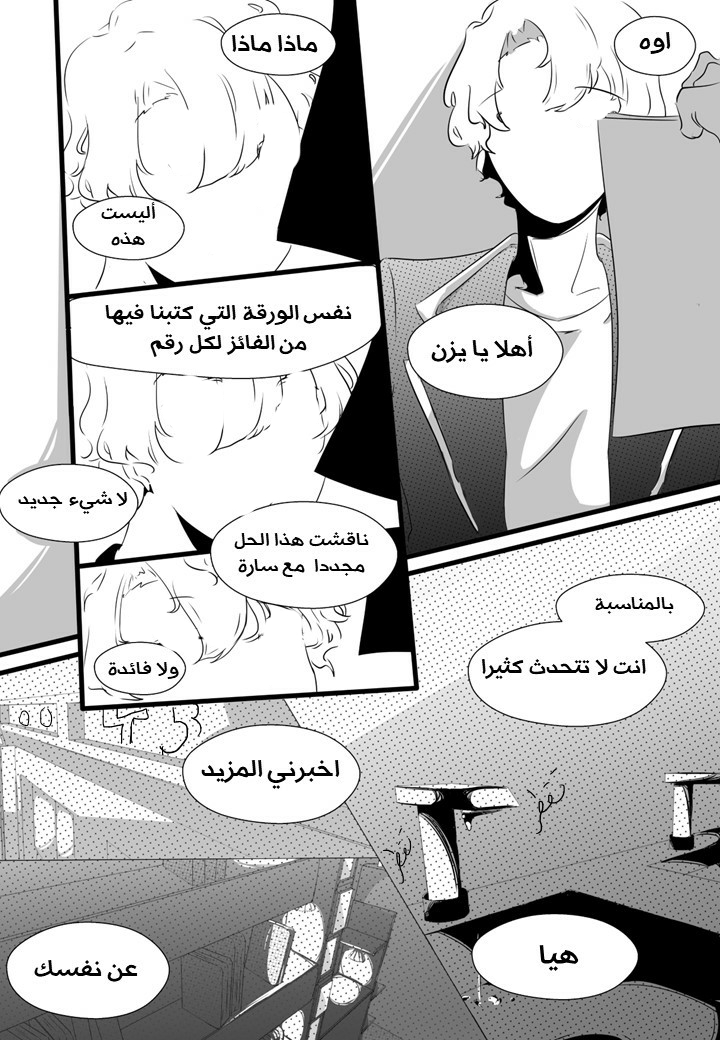 اوه
أهلا يا يزن
ماذا ماذا
أليست
هذه
نفس الورقة التي كتبنا فيها
من الفائز لكل رقم
لا شيء جديد
ناقشت هذا الحل
مجددا مع سارة
ولا فائدة
بالمناسبة
انت لا تتحدث كثيرا
اخبرني المزيد
هيا
عن نفسك